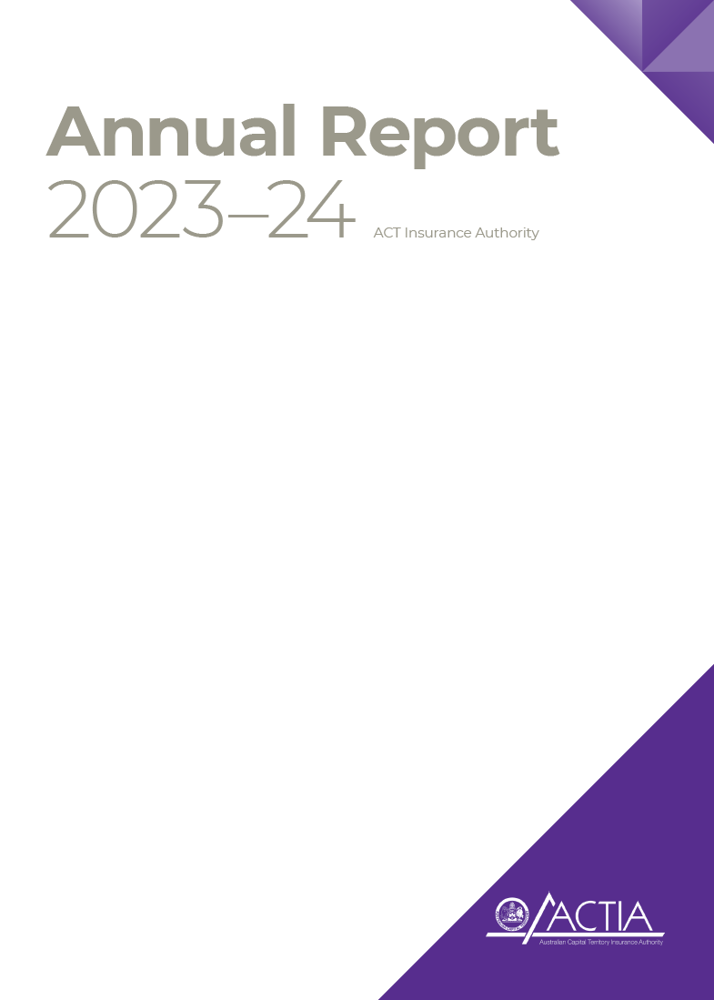 Annual Report
2023–24 ACT Insurance Authority
ACTIA
Australian Capital Territory Insurance Authority